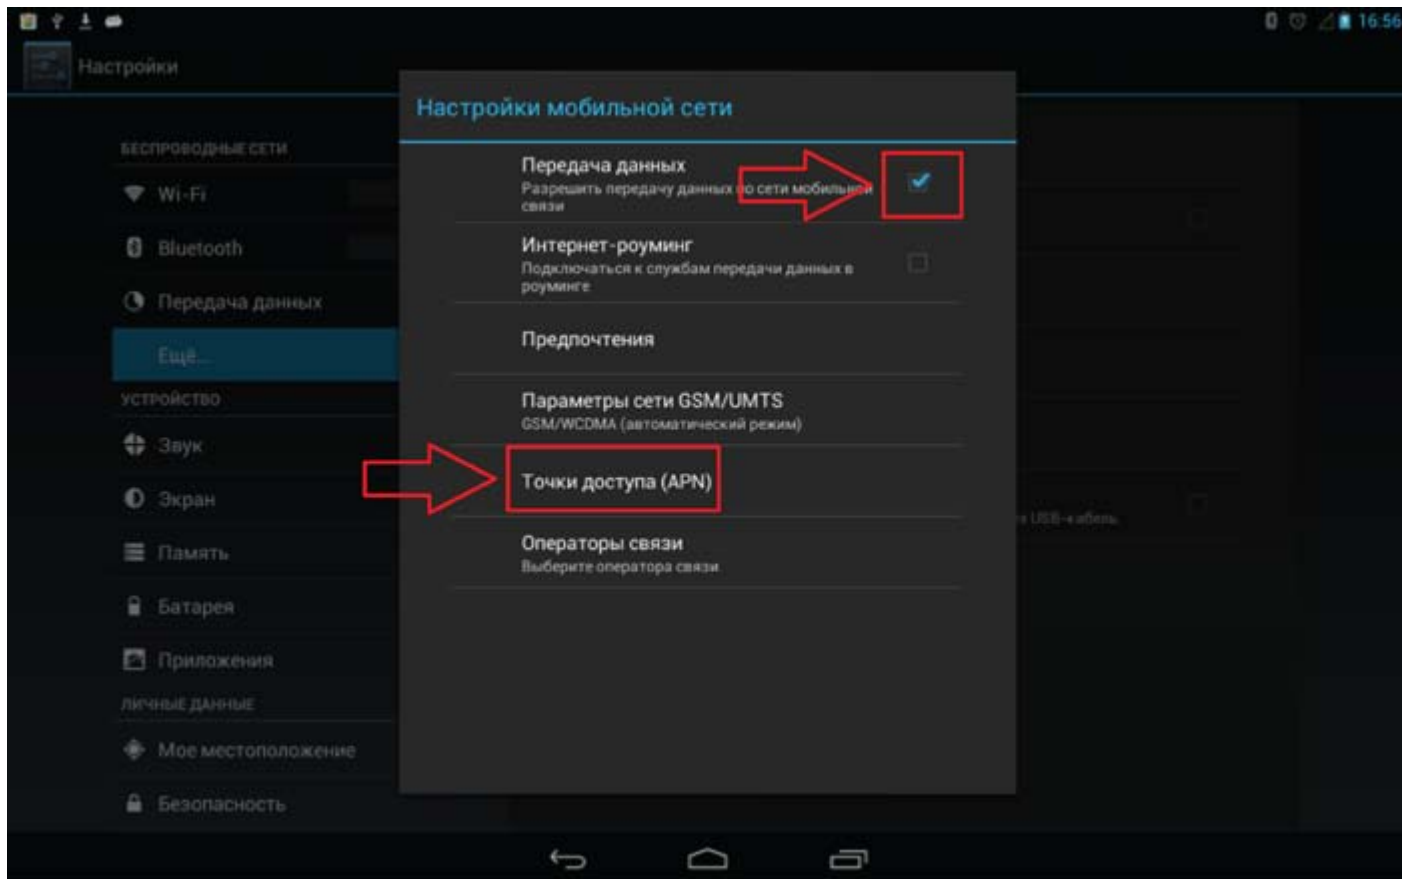 16:56
Настройки
БЕСПРОВОДНЫЕ СЕТИ
Wi-Fi
Bluetooth
Передача данных
Ещё...
УСТРОЙСТВО
Звук
Экран
Память
Батарея
Приложения
ЛИЧНЫЕ ДАННЫЕ
Мое местоположение
Безопасность
Настройки мобильной сети
Передача данных
Разрешить передачу данных по сети мобильной
связи
Интернет-роуминг
Подключаться к службам передачи данных в
роуминге
Предпочтения
Параметры сети GSM/UMTS
GSM/WCDMA (автоматический режим)
Точки доступа (APN)
Операторы связи
Выберите оператора связи
USB-кабель